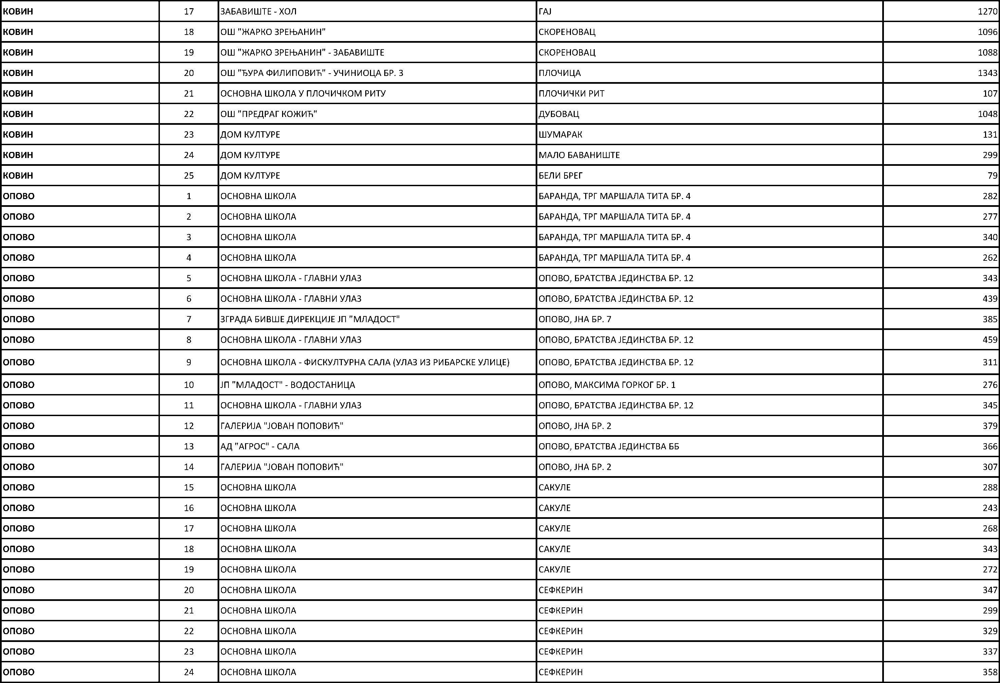 КОВИН 17 ЗАБАВИШТЕ - ХОЛ ГАЈ 1270
КОВИН 18 ОШ "ЖАРКО ЗРЕЊАНИН" СКОРЕНОВАЦ 1096
КОВИН 19 ОШ "ЖАРКО ЗРЕЊАНИН" - ЗАБАВИШТЕ СКОРЕНОВАЦ 1088
КОВИН 20 ОШ "ЂУРА ФИЛИПОВИЋ" - УЧИНИОЦА БР. 3 ПЛОЧИЦА 1343
КОВИН 21 ОСНОВНА ШКОЛА У ПЛОЧИЧКОМ РИТУ ПЛОЧИЧКИ РИТ 107
КОВИН 22 ОШ "ПРЕДРАГ КОЖИЋ" ДУБОВАЦ 1048
КОВИН 23 ДОМ КУЛТУРЕ ШУМАРАК 131
КОВИН 24 ДОМ КУЛТУРЕ МАЛО БАВАНИШТЕ 299
КОВИН 25 ДОМ КУЛТУРЕ БЕЛИ БРЕГ 79
ОПОВО 1 ОСНОВНА ШКОЛА БАРАНДА, ТРГ МАРШАЛА ТИТА БР. 4 282
ОПОВО 2 ОСНОВНА ШКОЛА БАРАНДА, ТРГ МАРШАЛА ТИТА БР. 4 277
ОПОВО 3 ОСНОВНА ШКОЛА БАРАНДА, ТРГ МАРШАЛА ТИТА БР. 4 340
ОПОВО 4 ОСНОВНА ШКОЛА БАРАНДА, ТРГ МАРШАЛА ТИТА БР. 4 262
ОПОВО 5 ОСНОВНА ШКОЛА - ГЛАВНИ УЛАЗ ОПОВО, БРАТСТВА ЈЕДИНСТВА БР. 12 343
ОПОВО 6 ОСНОВНА ШКОЛА - ГЛАВНИ УЛАЗ ОПОВО, БРАТСТВА ЈЕДИНСТВА БР. 12 439
ОПОВО 7 ЗГРАДА БИВШЕ ДИРЕКЦИЈЕ ЈП "МЛАДОСТ" ОПОВО, ЈНА БР. 7 385
ОПОВО 8 ОСНОВНА ШКОЛА - ГЛАВНИ УЛАЗ ОПОВО, БРАТСТВА ЈЕДИНСТВА БР. 12 459
ОПОВО 9 ОСНОВНА ШКОЛА - ФИСКУЛТУРНА САЛА (УЛАЗ ИЗ РИБАРСКЕ УЛИЦЕ) ОПОВО, БРАТСТВА ЈЕДИНСТВА БР. 12 311
ОПОВО 10 ЈП "МЛАДОСТ" - ВОДОСТАНИЦА ОПОВО, МАКСИМА ГОРКОГ БР. 1 276
ОПОВО 11 ОСНОВНА ШКОЛА - ГЛАВНИ УЛАЗ ОПОВО, БРАТСТВА ЈЕДИНСТВА БР. 12 345
ОПОВО 12 ГАЛЕРИЈА "ЈОВАН ПОПОВИЋ" ОПОВО, ЈНА БР. 2 379
ОПОВО 13 АД "АГРОС" - САЛА ОПОВО, БРАТСТВА ЈЕДИНСТВА ББ 366
ОПОВО 14 ГАЛЕРИЈА "ЈОВАН ПОПОВИЋ" ОПОВО, ЈНА БР. 2 307
ОПОВО 15 ОСНОВНА ШКОЛА САКУЛЕ 288
ОПОВО 16 ОСНОВНА ШКОЛА САКУЛЕ 243
ОПОВО 17 ОСНОВНА ШКОЛА САКУЛЕ 268
ОПОВО 18 ОСНОВНА ШКОЛА САКУЛЕ 343
ОПОВО 19 ОСНОВНА ШКОЛА САКУЛЕ 272
ОПОВО 20 ОСНОВНА ШКОЛА СЕФКЕРИН 347
ОПОВО 21 ОСНОВНА ШКОЛА СЕФКЕРИН 299
ОПОВО 22 ОСНОВНА ШКОЛА СЕФКЕРИН 329
ОПОВО 23 ОСНОВНА ШКОЛА СЕФКЕРИН 337
ОПОВО 24 ОСНОВНА ШКОЛА СЕФКЕРИН 358